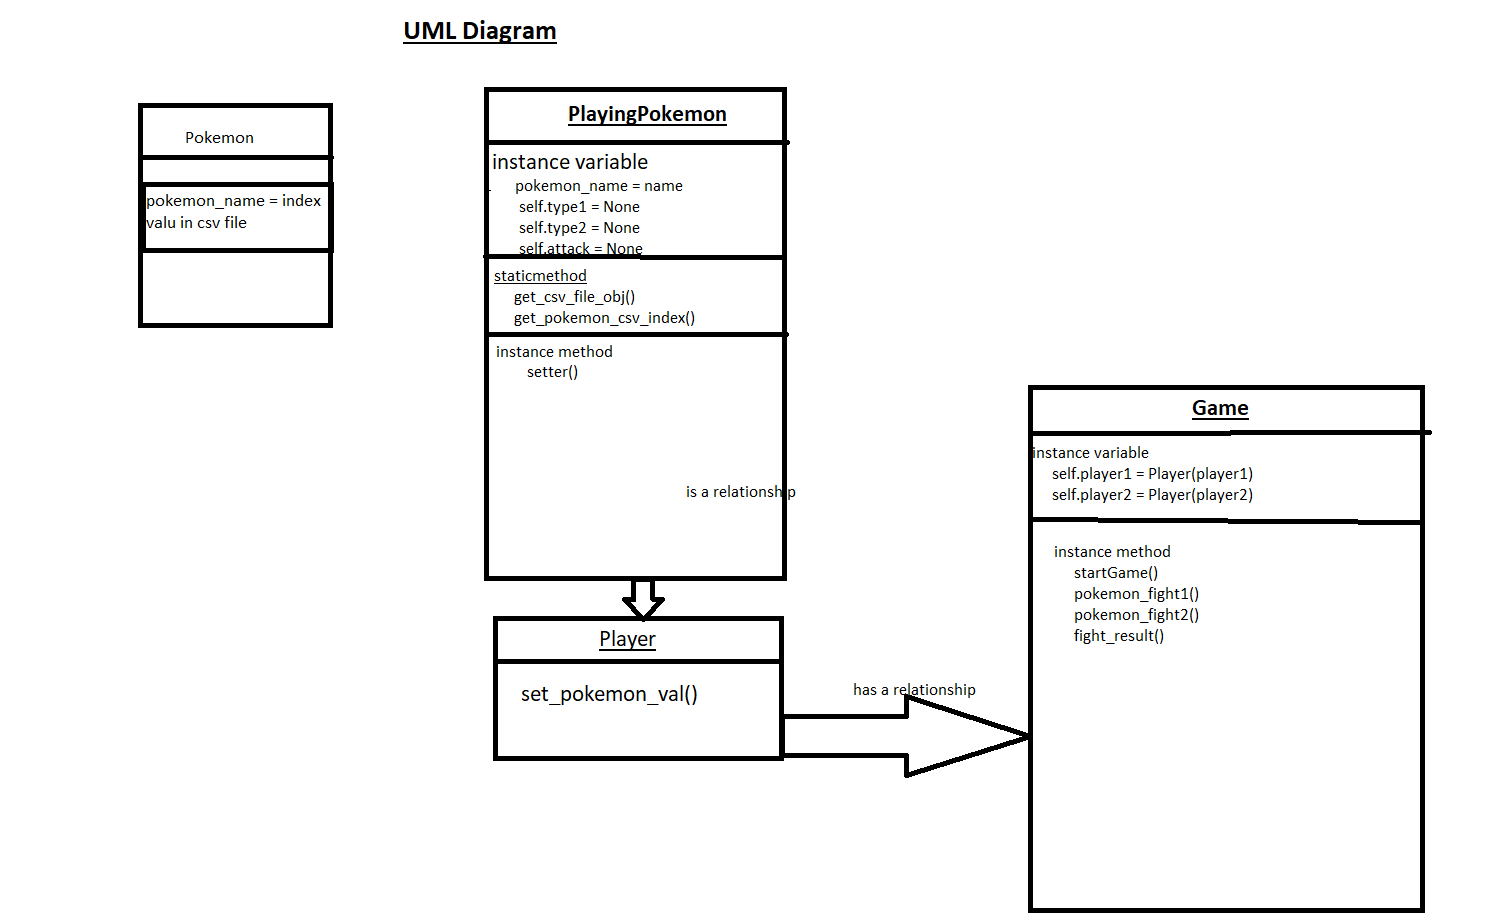 UML Diagram
Pokemon
pokemon_name = index
valu in csv file
PlayingPokemon
instance variable
pokemon_name = name
self.type1 = None
self.type2 = None
self.attack = None
staticmethod
get_csv_file_obj()
get_pokemon_csv_index()
instance method
setter()
is a relationship
Player
set_pokemon_val()
has a relationship
Game
instance variable
self.player1 = Player(player1)
self.player2 = Player(player2)
instance method
startGame()
pokemon_fight1()
pokemon_fight2()
fight_result()